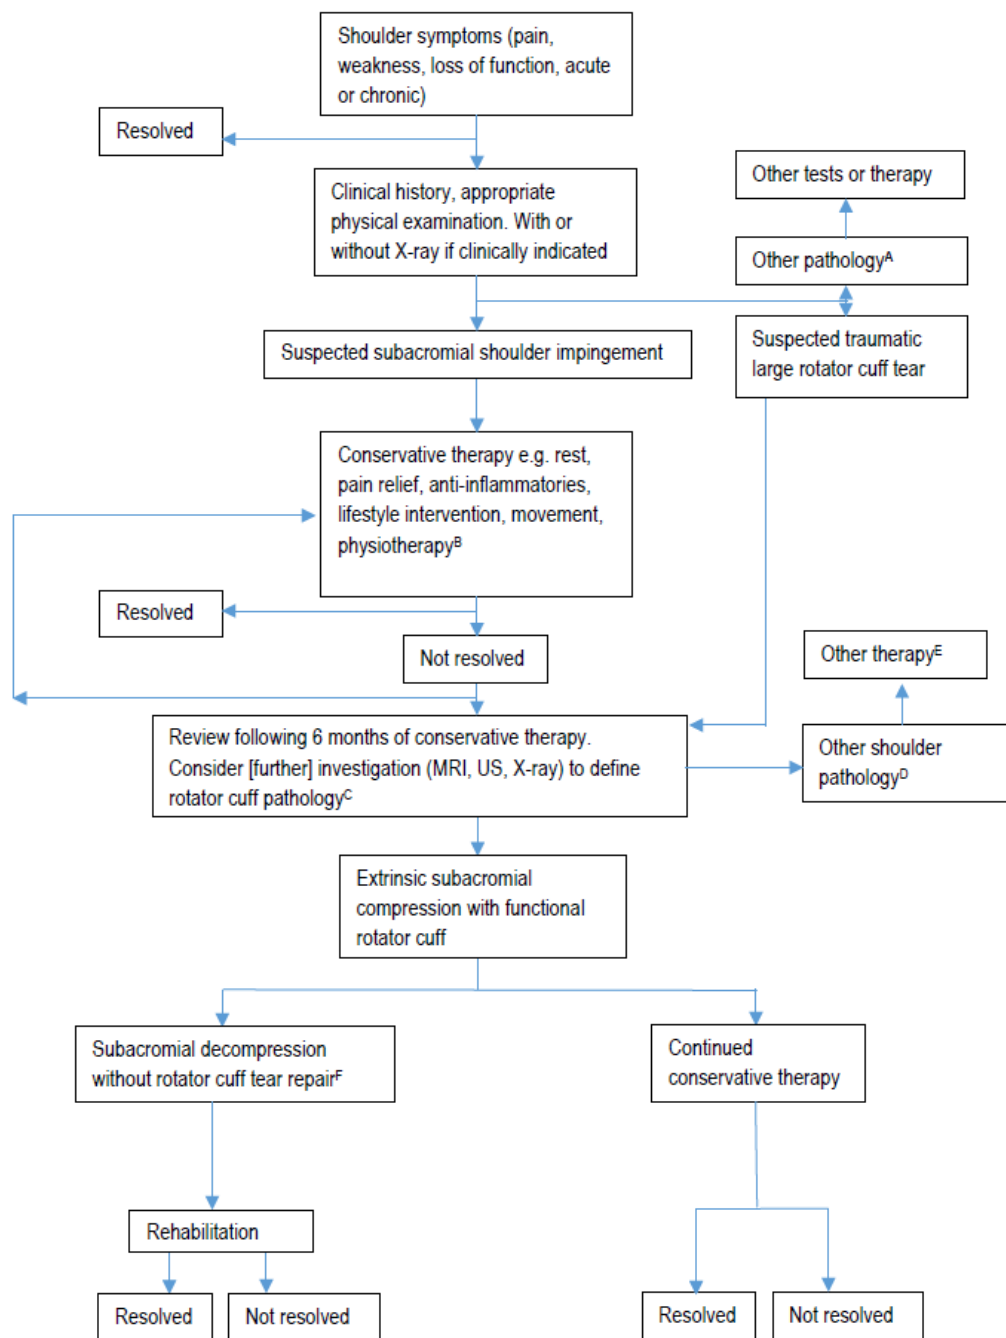 Shoulder symptoms (pain,
weakness, loss of function, acute
or chronic)
Resolved
Clinical history, appropriate
physical examination. With or
without X-ray if clinically indicated
Other tests or therapy
Other pathologyᴬ
Suspected traumatic
large rotator cuff tear
Suspected subacromial shoulder impingement
Conservative therapy e.g. rest,
pain relief, anti-inflammatories,
lifestyle intervention, movement,
physiotherapyᴮ
Resolved
Not resolved
Other therapyᴱ
Review following 6 months of conservative therapy.
Consider [further] investigation (MRI, US, X-ray) to define
rotator cuff pathologyᶜ
Other shoulder
pathologyᴰ
Extrinsic subacromial
compression with functional
rotator cuff
Subacromial decompression
without rotator cuff tear repairF
Continued
conservative therapy
Rehabilitation
Resolved
Not resolved
Resolved
Not resolved